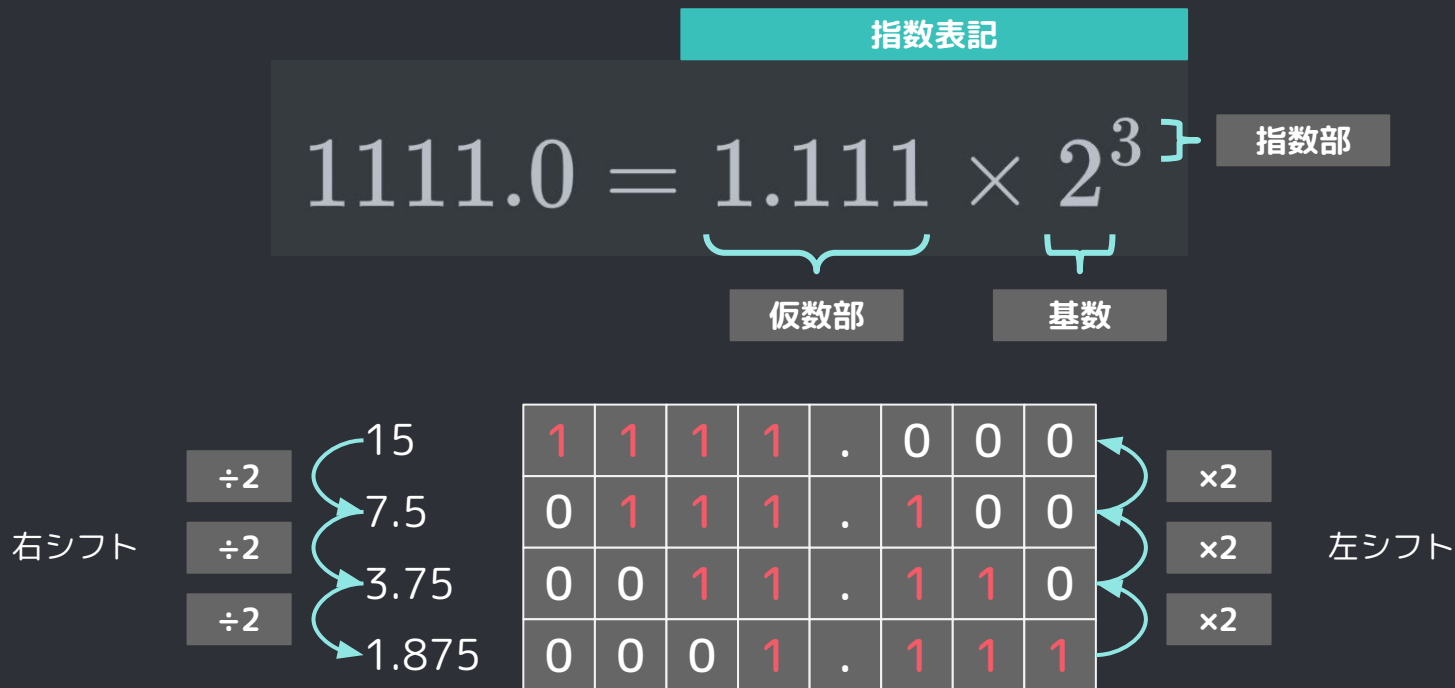 指数表記
1111.0 = 1.111 × 2^3
指数部
仮数部
基数
15 1 1 1 1 . 0 0 0
÷2 ×2
7.5 0 1 1 1 . 1 0 0
右シフト ÷2 ×2 左シフト
3.75 0 0 1 1 . 1 1 0
÷2 ×2
1.875 0 0 0 1 . 1 1 1